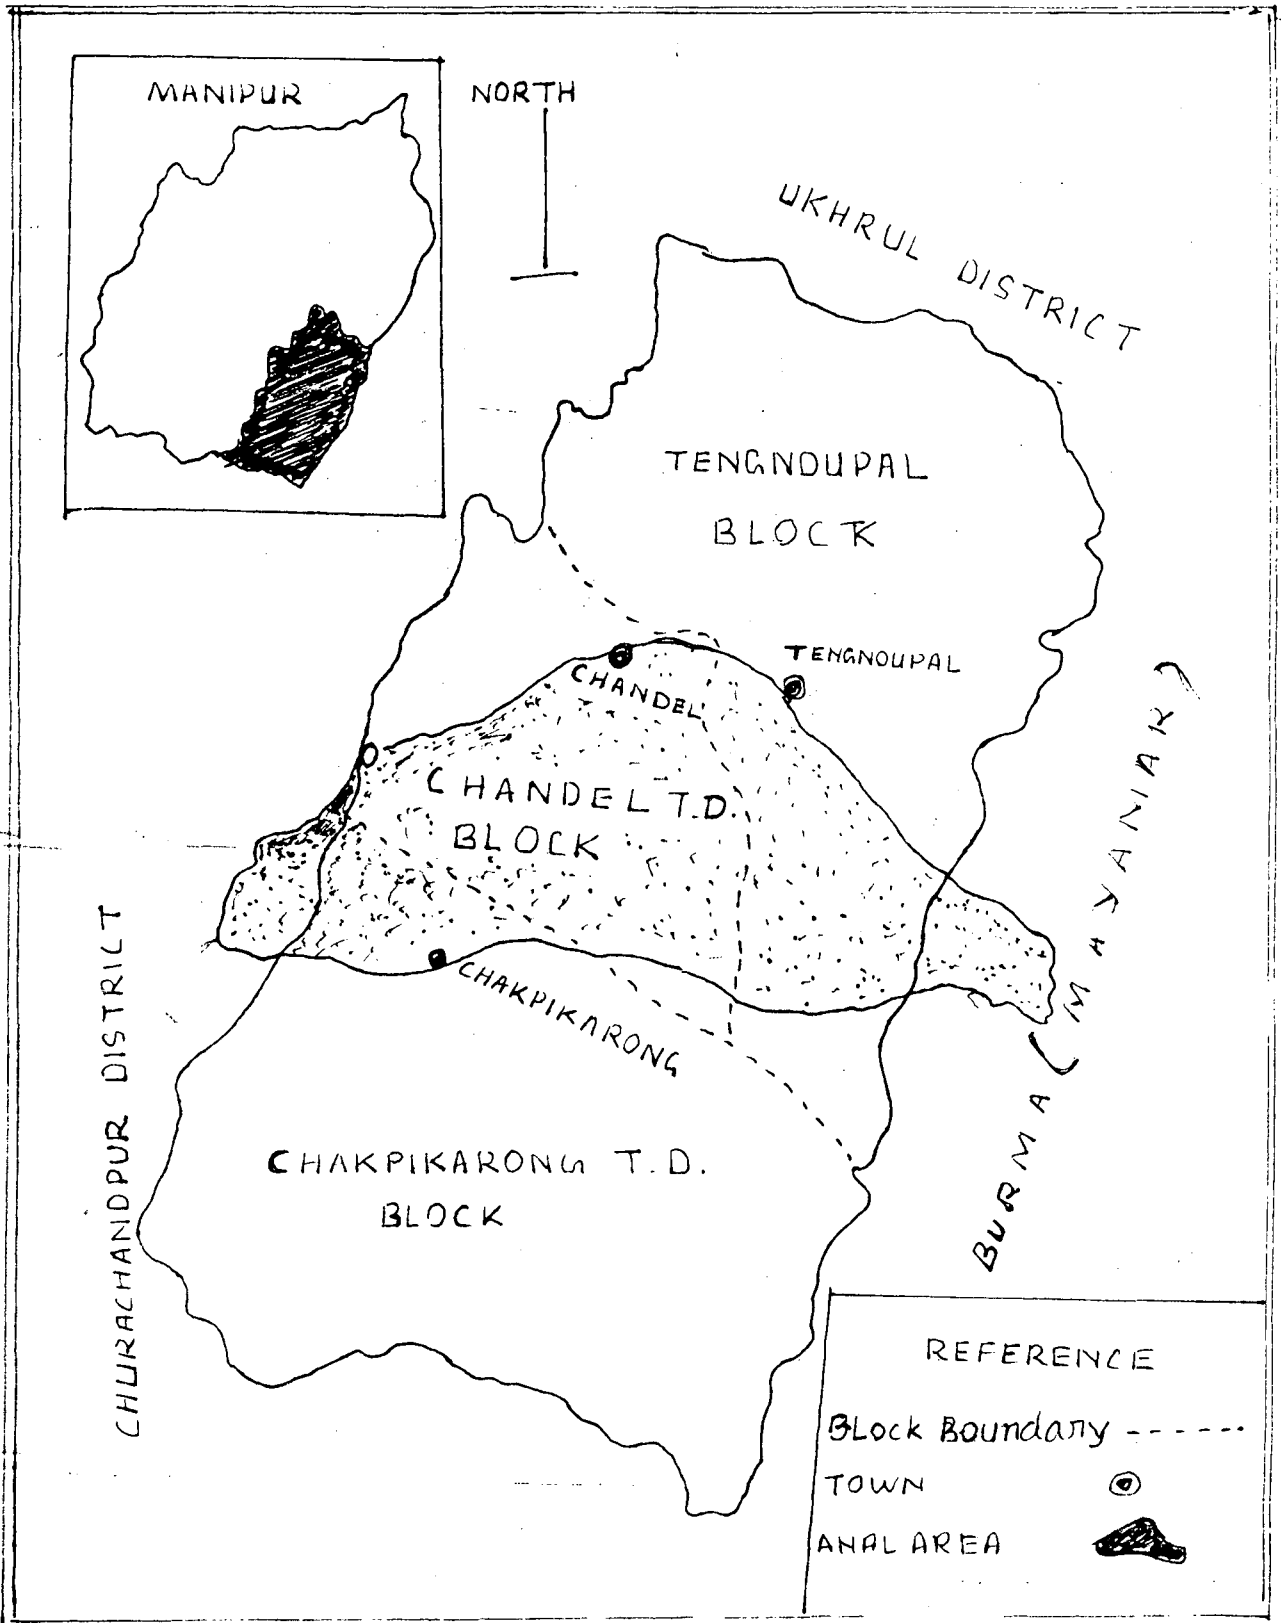 MANIPUR
NORTH
UKHRUL DISTRICT
TENGNOUPAL
BLOCK
TENGNOUPAL
CHANDEL
CHANDEL T.D.
BLOCK
CHAKPIKARONG
CHURACHANDPUR DISTRICT
BURMA (MAYANIAR)
CHAKPIKARONG T.D.
BLOCK
REFERENCE
BLock Boundary
TOWN
ANAL AREA